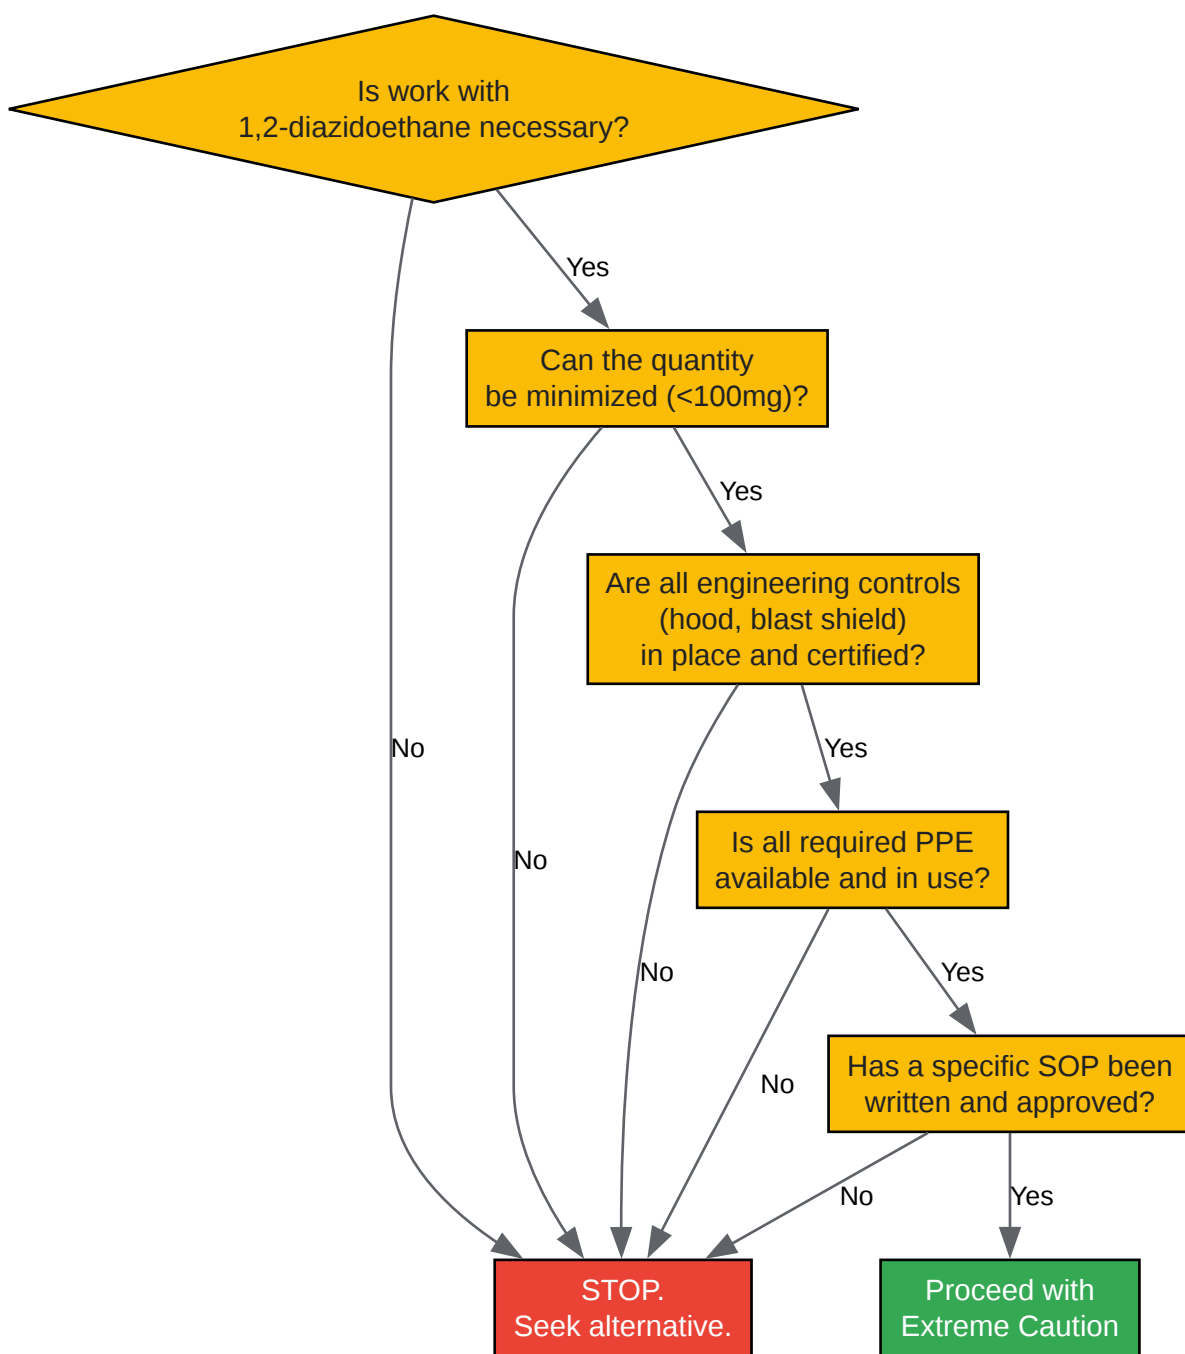 Is work with
1,2-diazidoethane necessary?
Yes
Can the quantity
be minimized (<100mg)?
Yes
Are all engineering controls
(hood, blast shield)
in place and certified?
No
Yes
Is all required PPE
available and in use?
No
No
Yes
Has a specific SOP been
written and approved?
No
No
Yes
STOP.
Seek alternative.
Proceed with
Extreme Caution